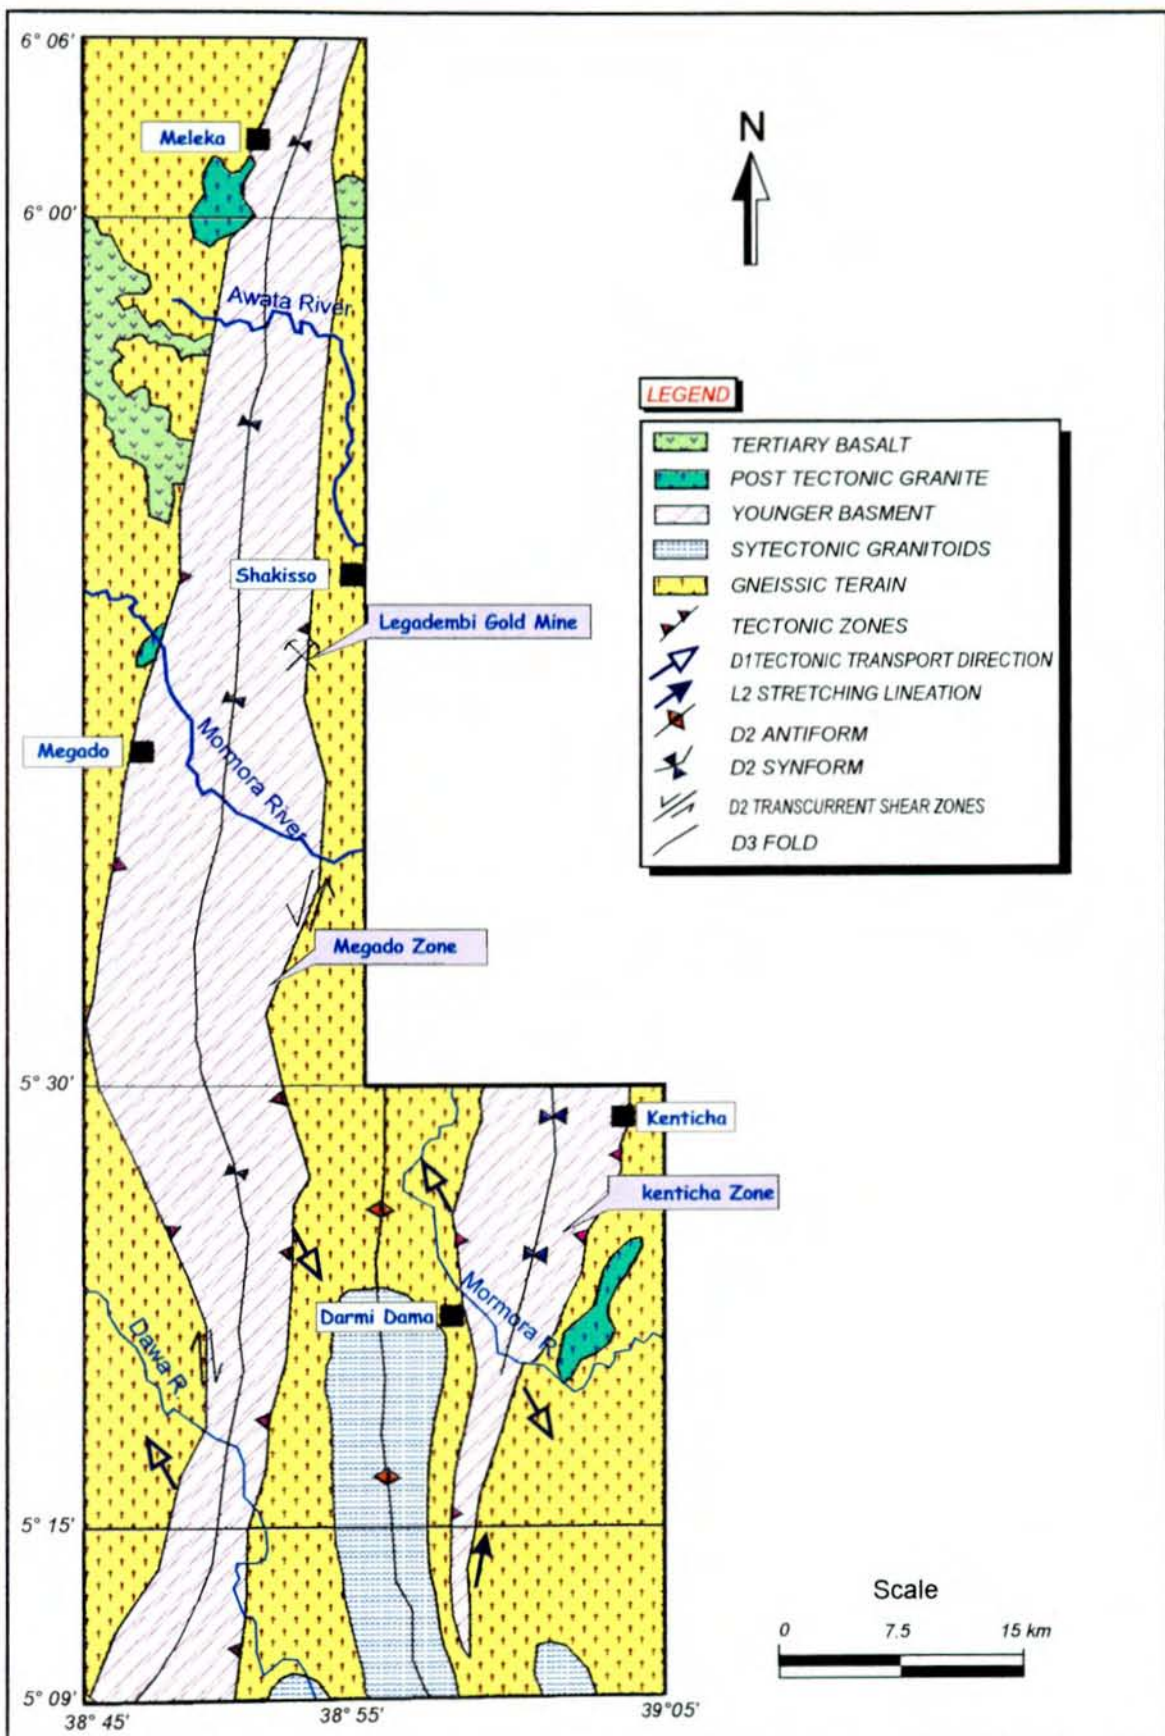 6° 06'
Meleka
N
6° 00'
Awata River
LEGEND
TERTIARY BASALT
POST TECTONIC GRANITE
YOUNGER BASMENT
SYTECTONIC GRANITOIDS
GNEISSIC TERAIN
TECTONIC ZONES
D1TECTONIC TRANSPORT DIRECTION
L2 STRETCHING LINEATION
D2 ANTIFORM
D2 SYNFORM
D2 TRANSCURRENT SHEAR ZONES
D3 FOLD
Shakisso
Legadembi Gold Mine
Megado
Mormora River
Megado Zone
5° 30'
Kenticha
kenticha Zone
Darmi Dama
Mormora R.
Dawa R.
5° 15'
Scale
0 7.5 15 km
5° 09'
38° 45' 38° 55' 39° 05'